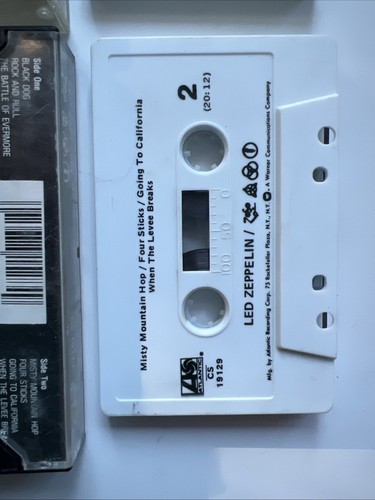 Side One
BLACK DOG
ROCK AND ROLL
THE BATTLE OF EVERMORE
Side Two
MISTY MOUNTAIN HOP
FOUR STICKS
GOING TO CALIFORNIA
WHEN THE LEVEE
2
(20:12)
Misty Mountain Hop / Four Sticks / Going To California
When The Levee Breaks
0
50
100
LED ZEPPELIN /
Mfg. by Atlantic Recording Corp. 75 Rockefeller Plaza, N.Y., N.Y. A Warner Communications Company
ATLANTIC
CS
19129